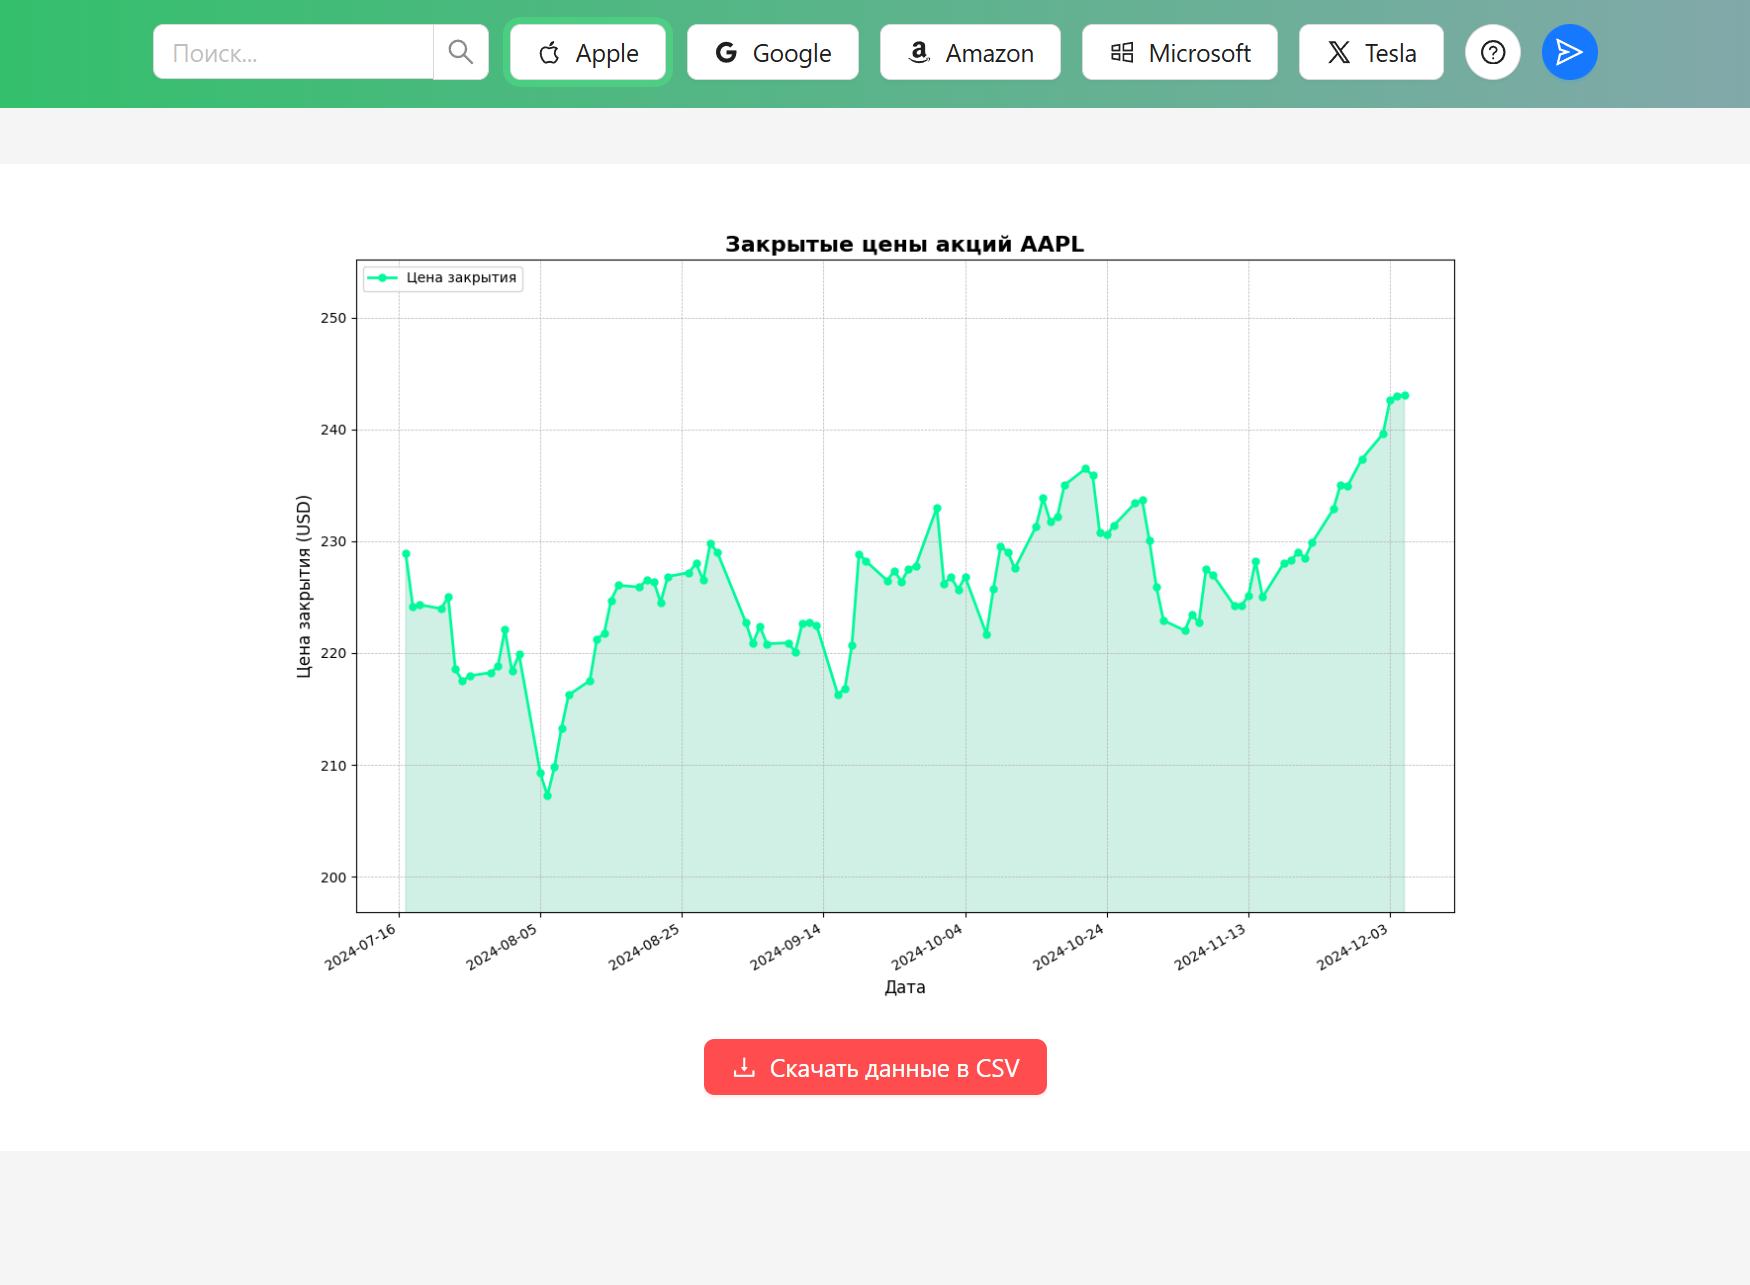 Поиск...
Apple
Google
Amazon
Microsoft
Tesla
Закрытые цены акций AAPL
Цена закрытия
250
240
230
220
210
200
Цена закрытия (USD)
2024-07-16
2024-08-05
2024-08-25
2024-09-14
2024-10-04
2024-10-24
2024-11-13
2024-12-03
Дата
Скачать данные в CSV